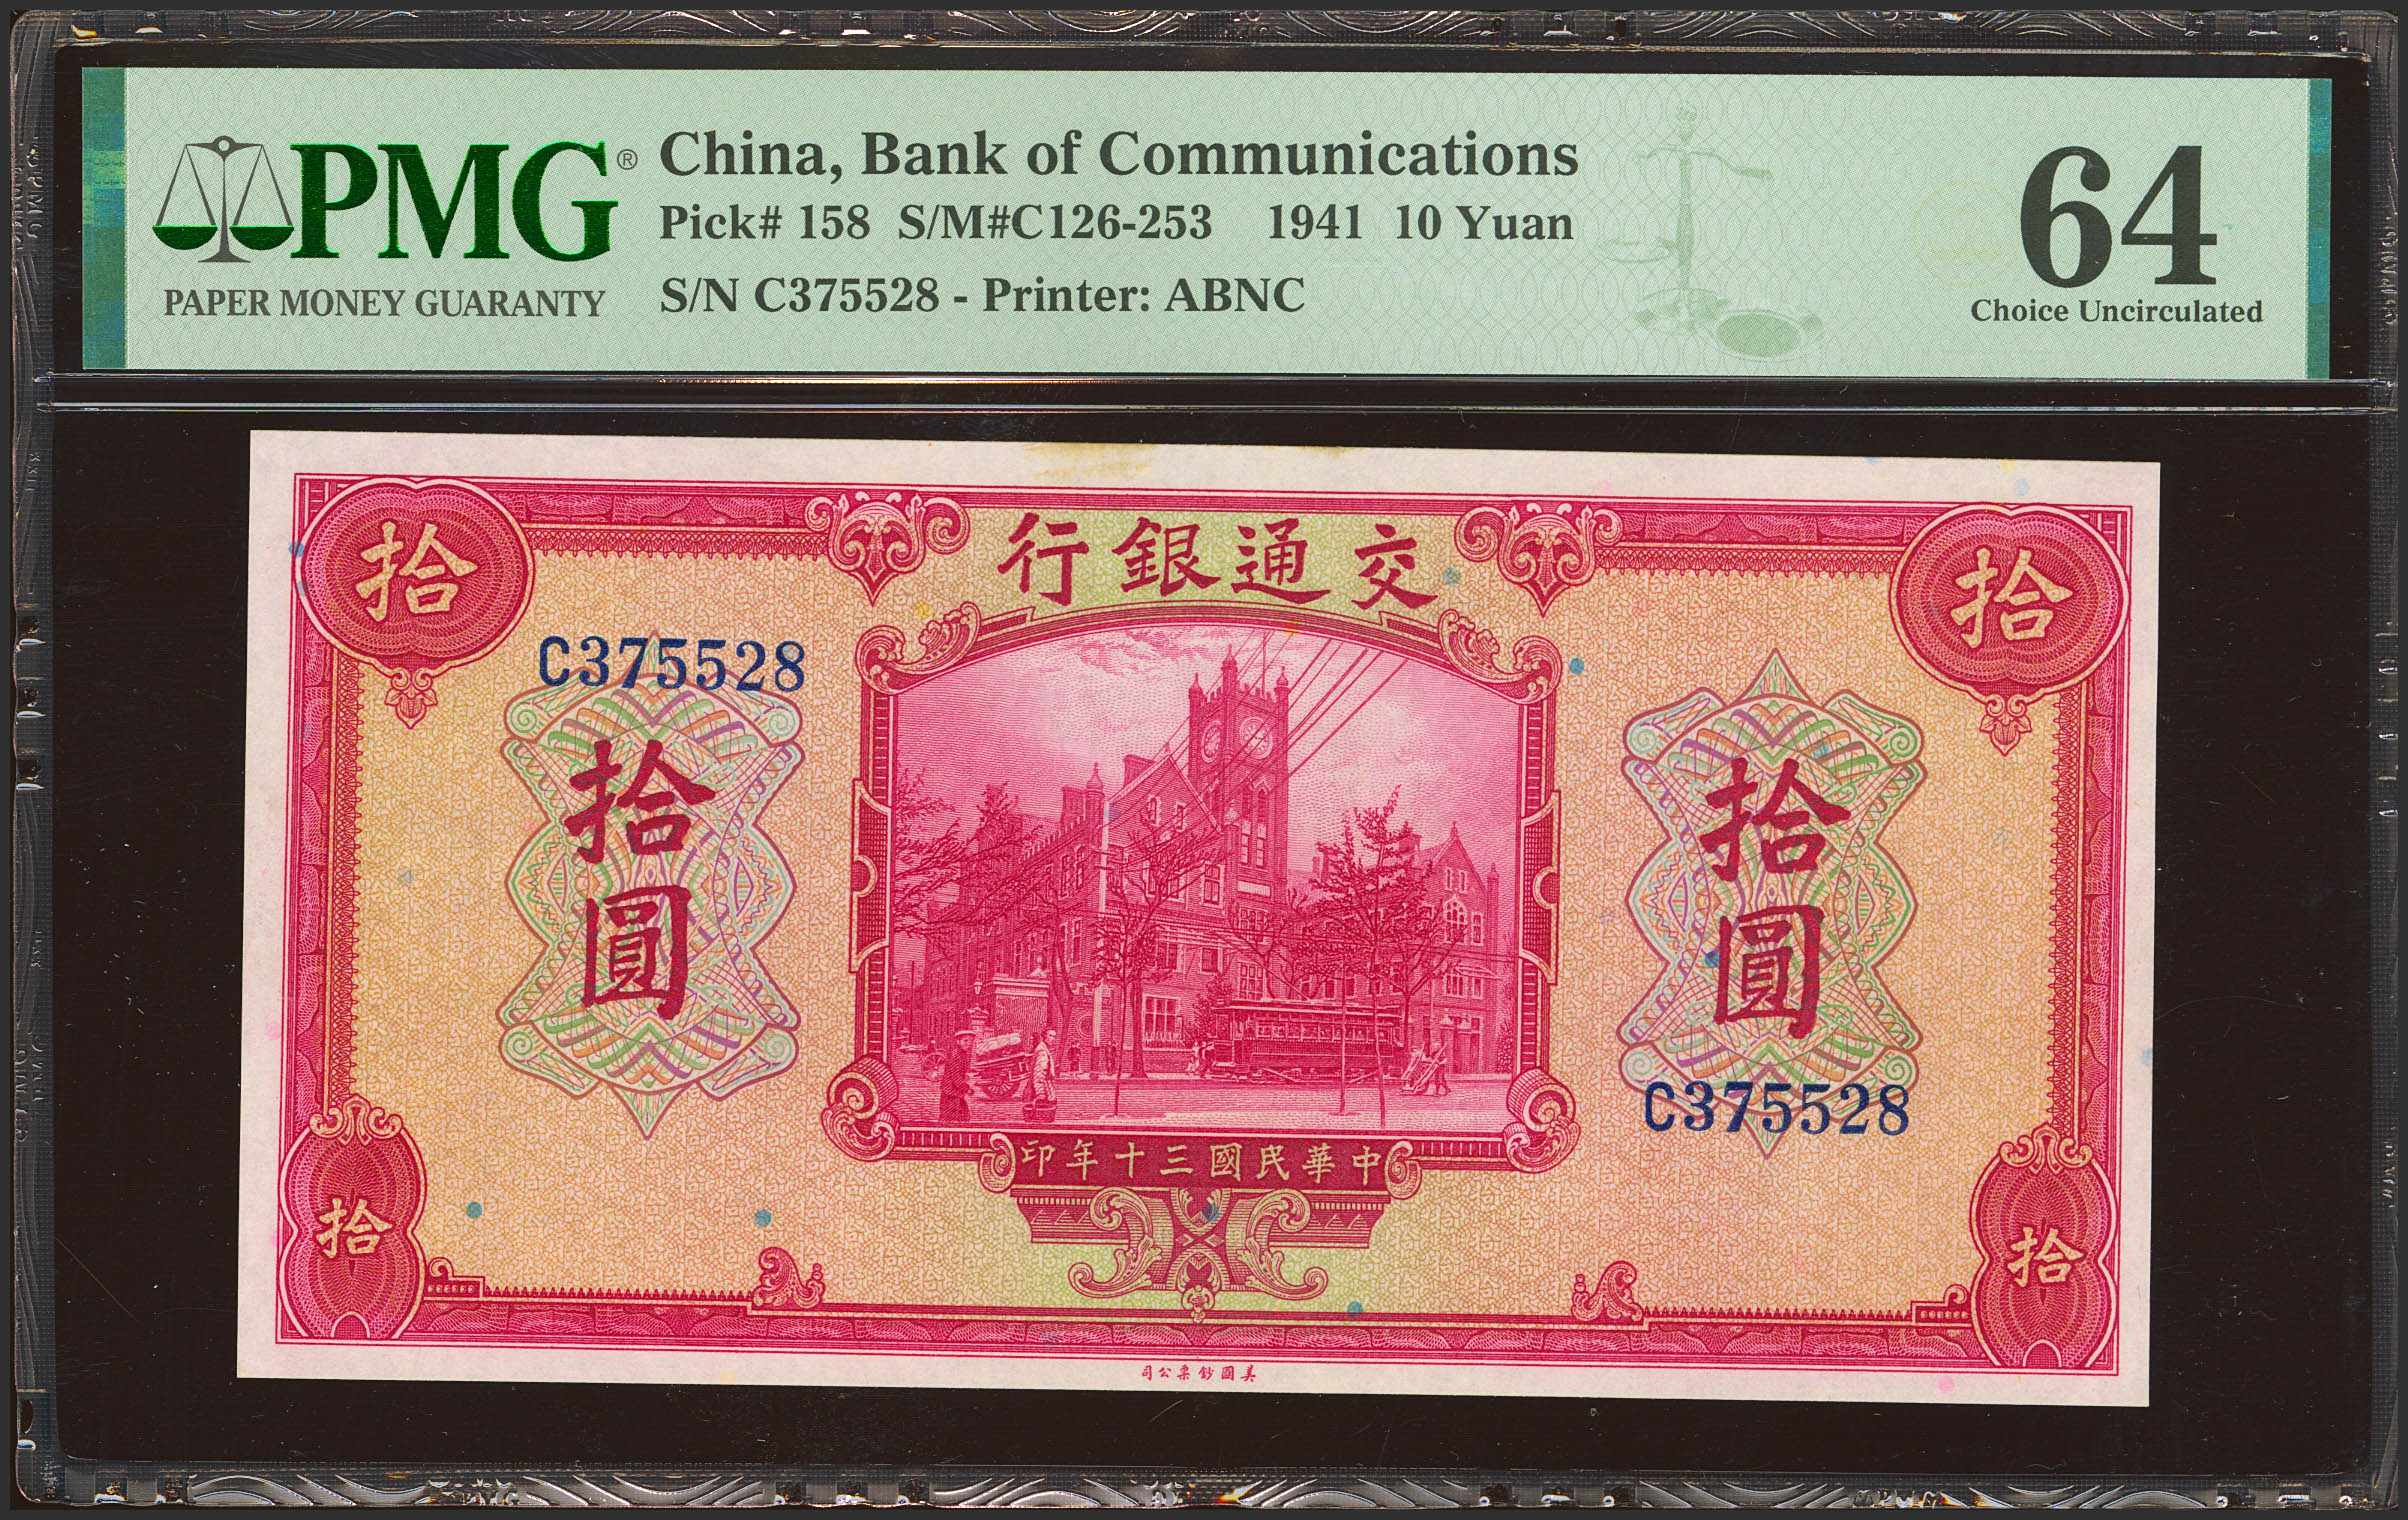 PMG®
PAPER MONEY GUARANTY
China, Bank of Communications
Pick# 158 S/M#C126-253 1941 10 Yuan
S/N C375528 - Printer: ABNC
64
Choice Uncirculated
拾
行銀通交
拾
C375528
拾圓
拾圓
C375528
印年十三國民華中
拾
拾
司公票鈔國美